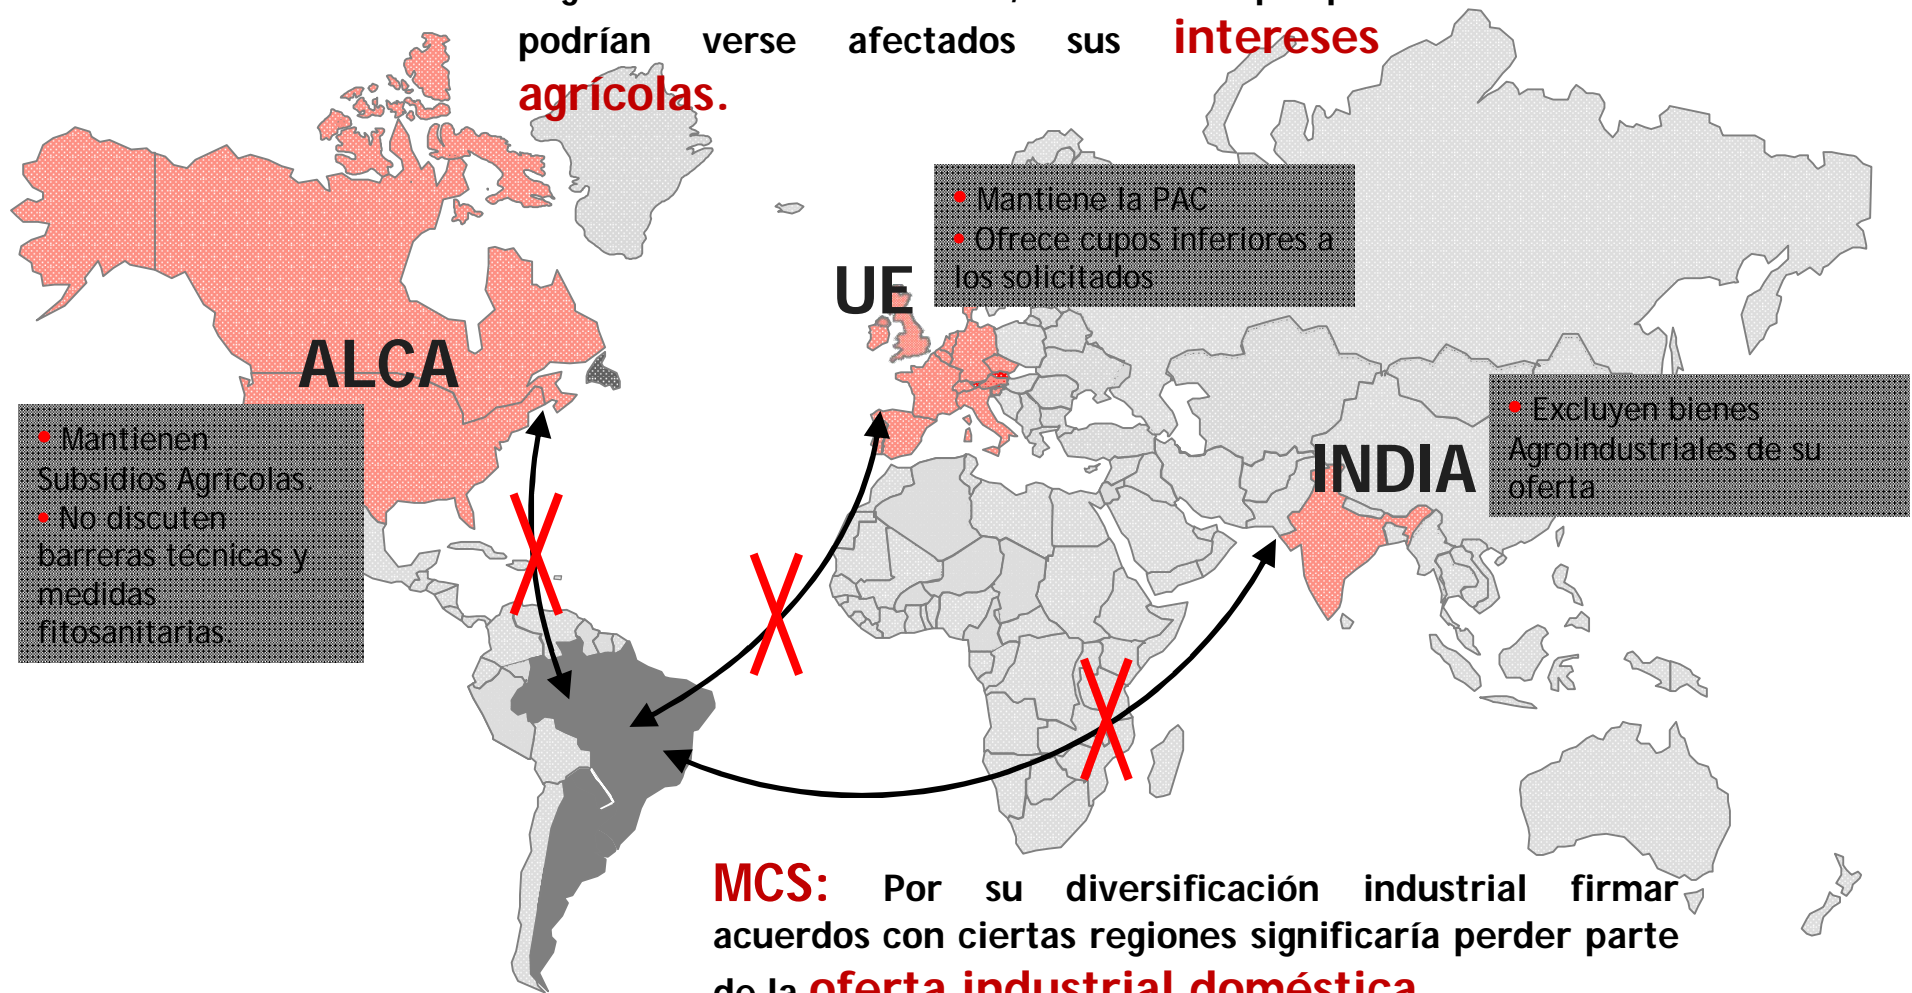 podrían verse afectados sus intereses
agrícolas.
• Mantiene la PAC
• Ofrece cupos inferiores a
los solicitados
UE
ALCA
• Mantienen
Subsidios Agrícolas.
• No discuten
barreras técnicas y
medidas
fitosanitarias.
INDIA
• Excluyen bienes
Agroindustriales de su
oferta
MCS: Por su diversificación industrial firmar
acuerdos con ciertas regiones significaría perder parte
de la oferta industrial doméstica